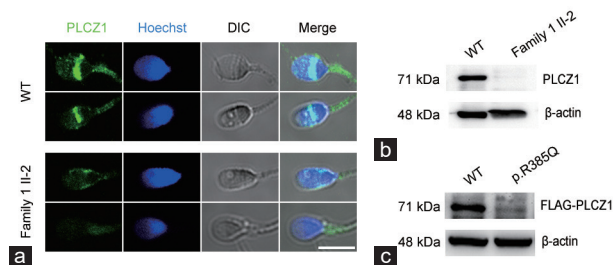 PLCZ1 Hoechst DIC Merge
WT
Family 1 II-2
a
WT Family 1 II-2
71 kDa PLCZ1
48 kDa β-actin
b
WT p.R385Q
71 kDa FLAG-PLCZ1
48 kDa β-actin
c